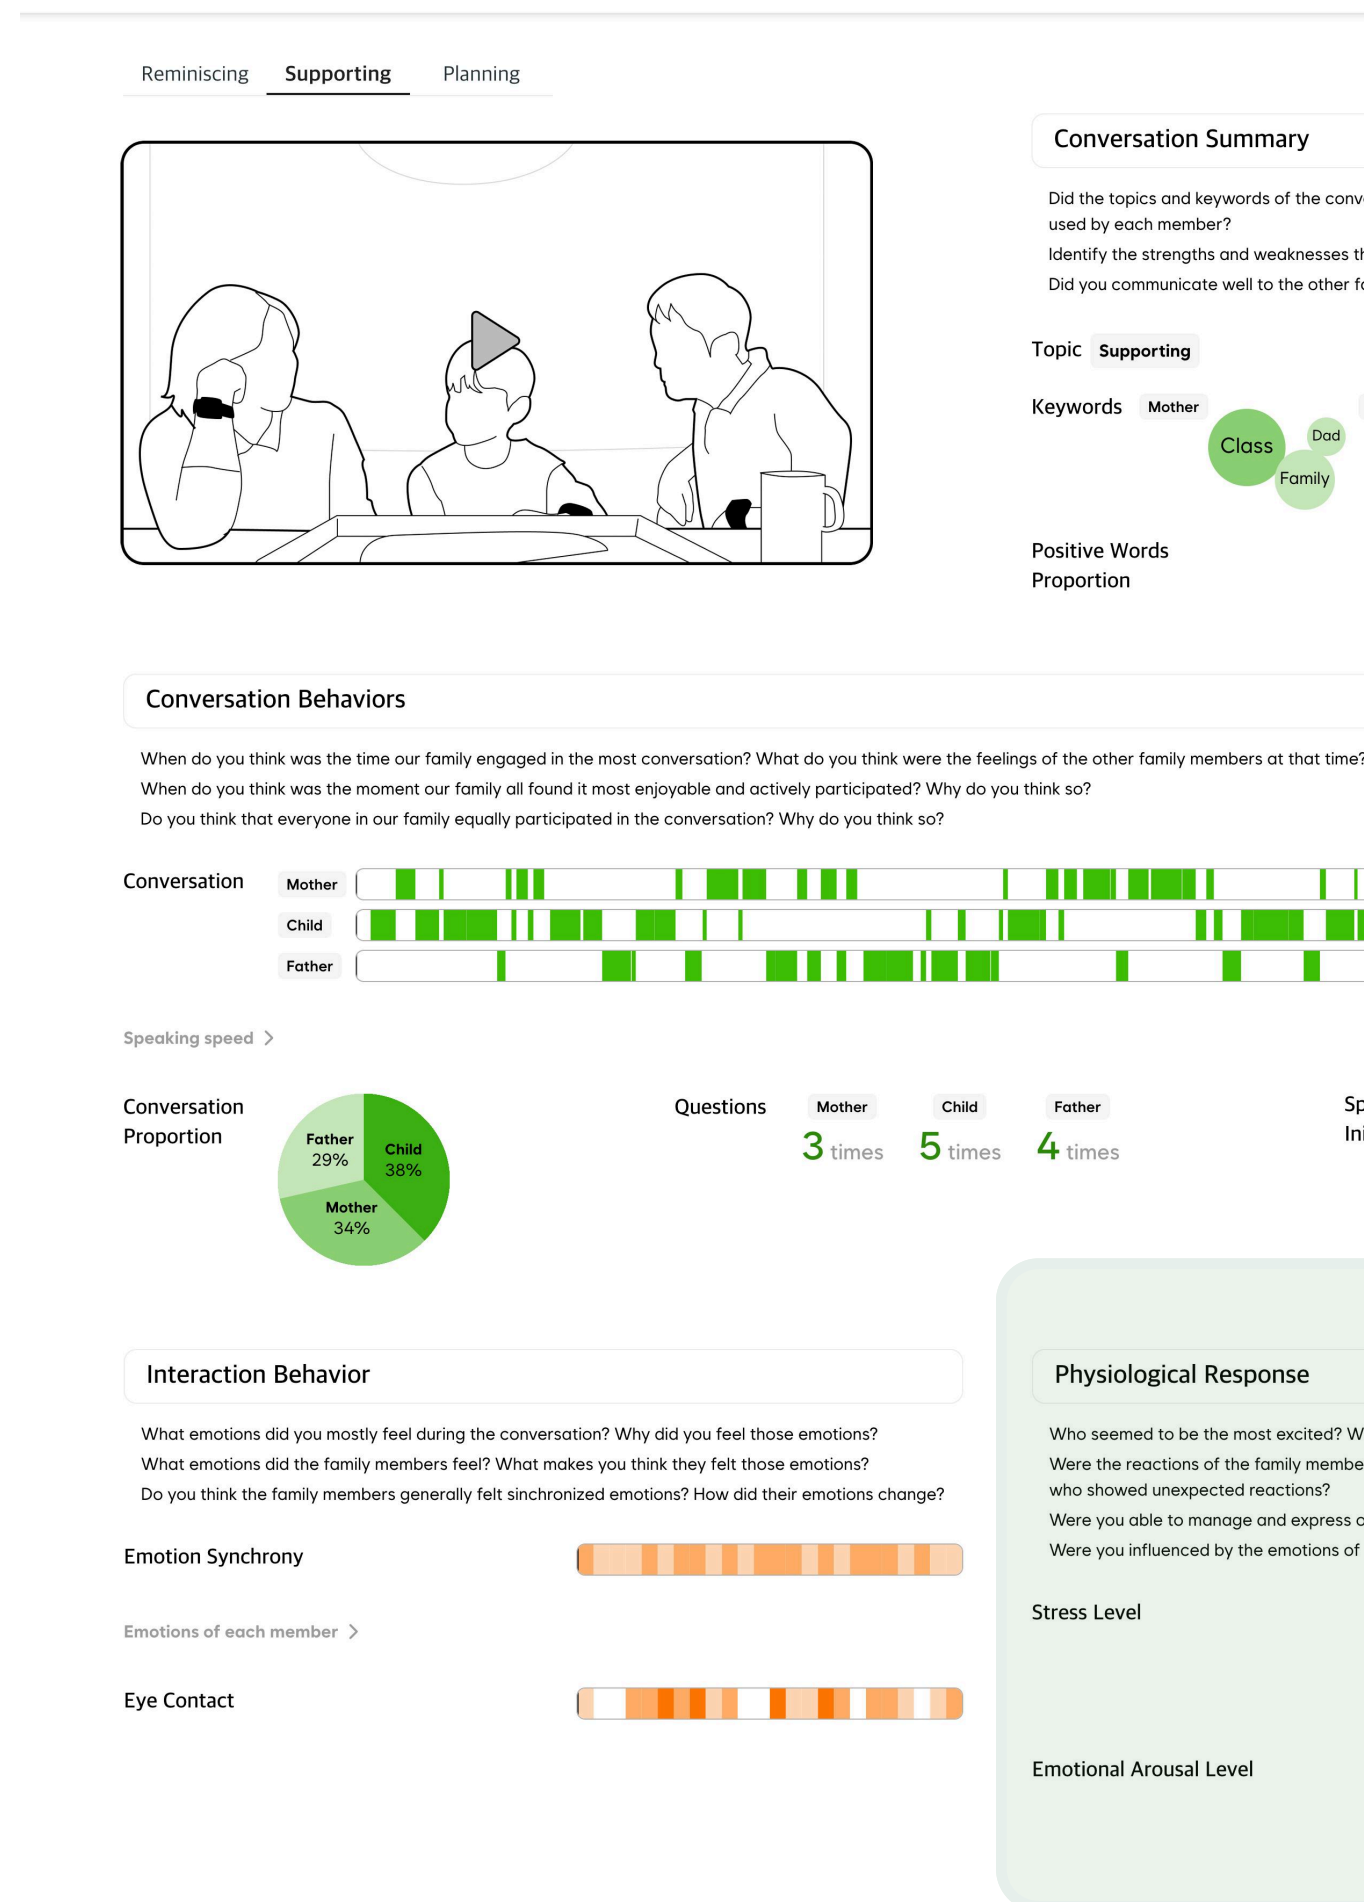 Reminiscing Supporting Planning
Conversation Summary
Did the topics and keywords of the
used by each member?
Identify the strengths and weaknesses
Did you communicate well to the other
Topic Supporting
Keywords Mother
Class Dad
Family
Positive Words
Proportion
Conversation Behaviors
When do you think was the time our family engaged in the most conversation? What do you think were the feelings of the other family members at that time?
When do you think was the moment our family all found it most enjoyable and actively participated? Why do you think so?
Do you think that everyone in our family equally participated in the conversation? Why do you think so?
Conversation Mother
Child
Father
Speaking speed >
Conversation
Proportion
Father
29%
Child
38%
Mother
34%
Questions Mother Child Father
3 times 5 times 4 times
Interaction Behavior
What emotions did you mostly feel during the conversation? Why did you feel those emotions?
What emotions did the family members feel? What makes you think they felt those emotions?
Do you think the family members generally felt sinchronized emotions? How did their emotions change?
Emotion Synchrony
Emotions of each member >
Eye Contact
Physiological Response
Who seemed to be the most excited?
Were the reactions of the family
who showed unexpected reactions?
Were you able to manage and express
Were you influenced by the emotions of
Stress Level
Emotional Arousal Level